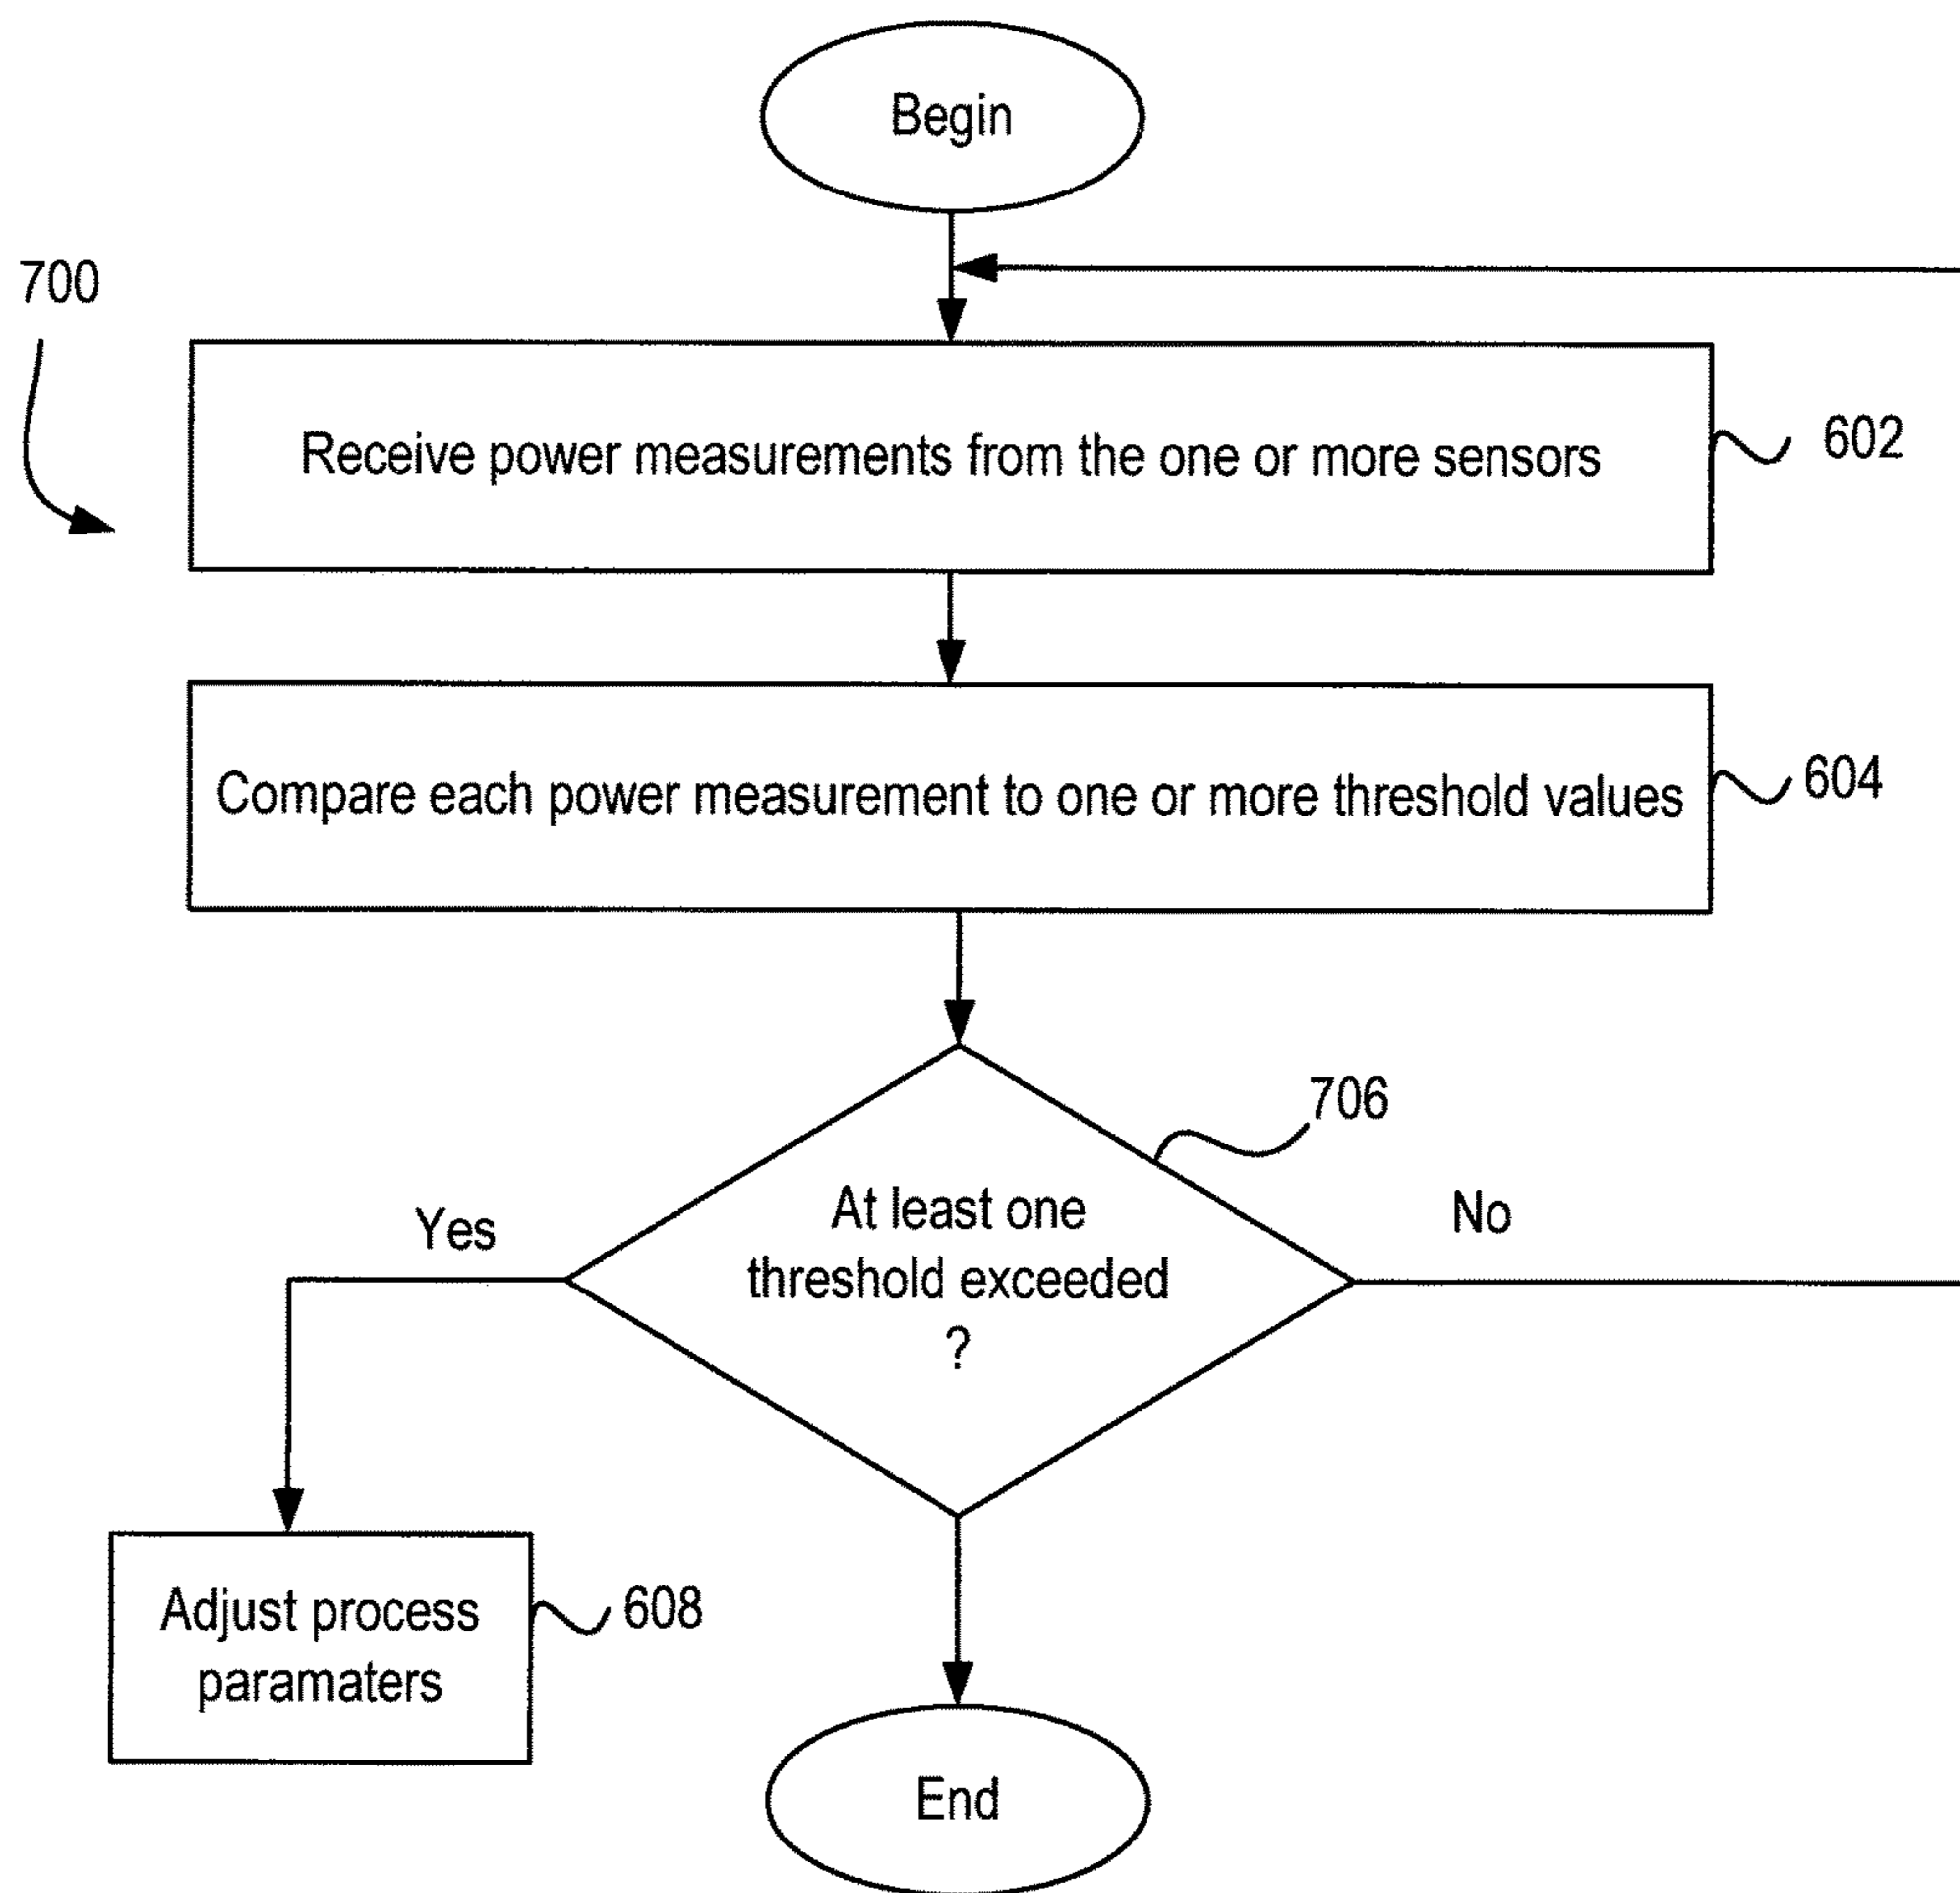 Begin
700
Receive power measurements from the one or more sensors
602
Compare each power measurement to one or more threshold values
604
706
At least one
threshold exceeded
?
Yes
No
Adjust process
paramaters
608
End